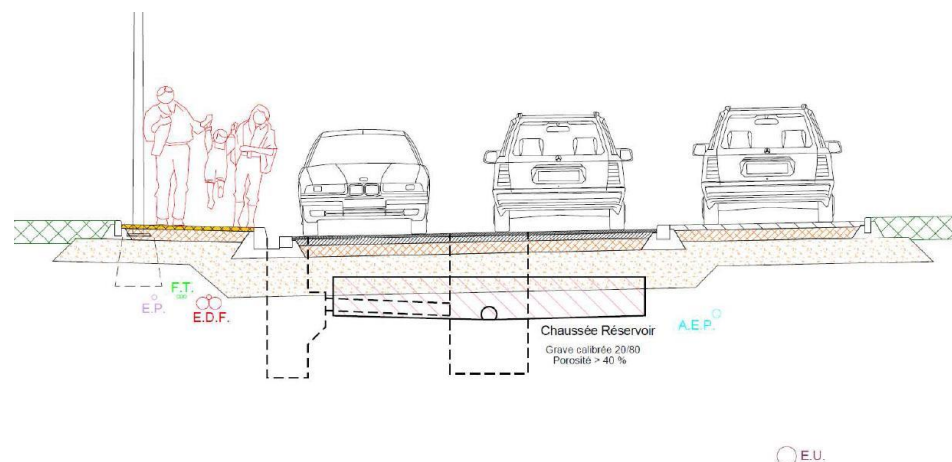 F.T.
E.P.
E.D.F.
Chaussée Réservoir
Grave calibrée 20/80
Porosité > 40 %
A.E.P.
E.U.